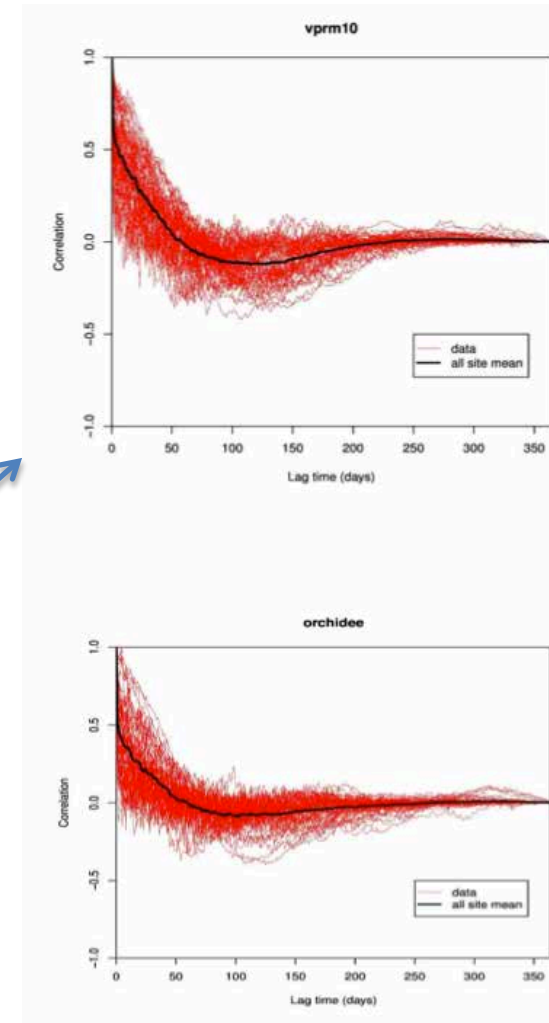 vprm10
1.0
0.5
0.0
−0.5
−1.0
Correlation
data
all site mean
0 50 100 150 200 250 300 350
Lag time (days)
orchidee
1.0
0.5
0.0
−0.5
−1.0
Correlation
data
all site mean
0 50 100 150 200 250 300 350
Lag time (days)